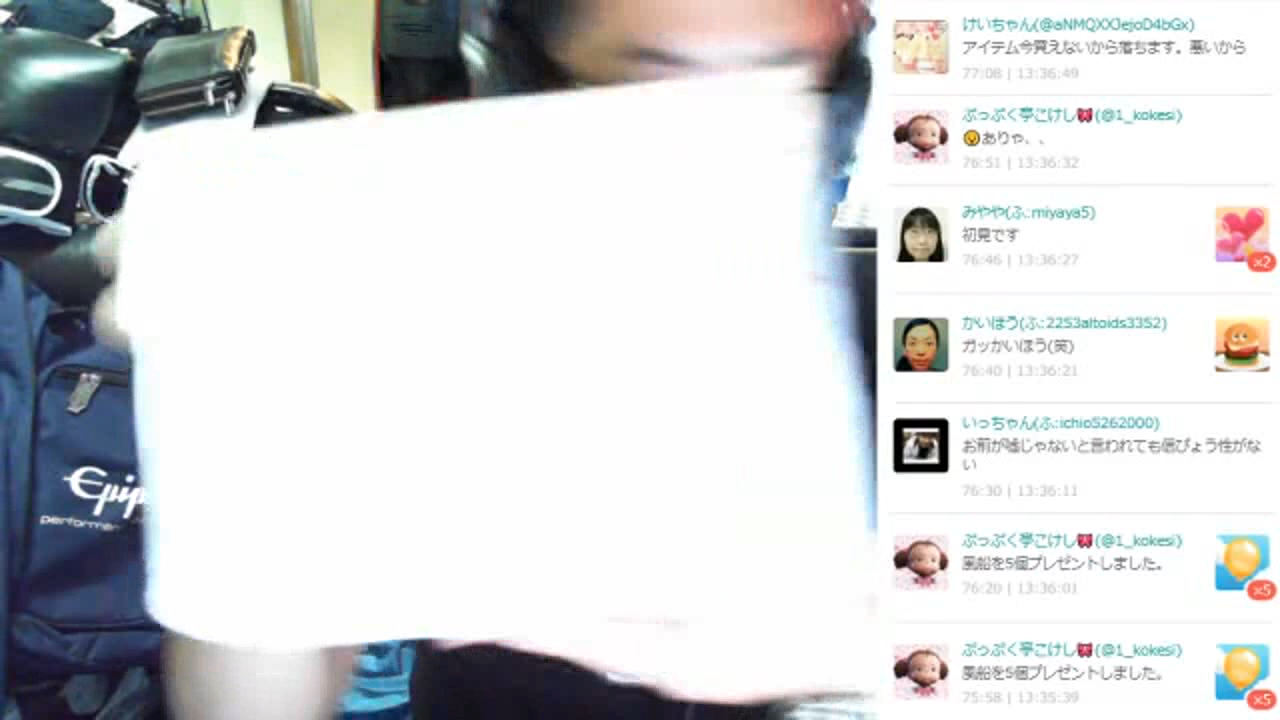 けいちゃん(@aNMQXXJejoD4bGx)
アイテム今買えないから落ちます。悪いから
77:08 | 13:36:49
ぷっぷく亭こけし🎀(@1_kokesi)
😮ありゃ、、
76:51 | 13:36:32
みやや(ふ:miyaya5)
初見です
76:46 | 13:36:27
×2
かいほう(ふ:2253altoids3352)
ガッかいほう(笑)
76:40 | 13:36:21
いっちゃん(ふ:ichio5262000)
お前が嘘じゃないと言われても信ぴょう性がな
い
76:30 | 13:36:11
ぷっぷく亭こけし🎀(@1_kokesi)
風船を5個プレゼントしました。
76:20 | 13:36:01
×5
ぷっぷく亭こけし🎀(@1_kokesi)
風船を5個プレゼントしました。
75:58 | 13:35:39
×5